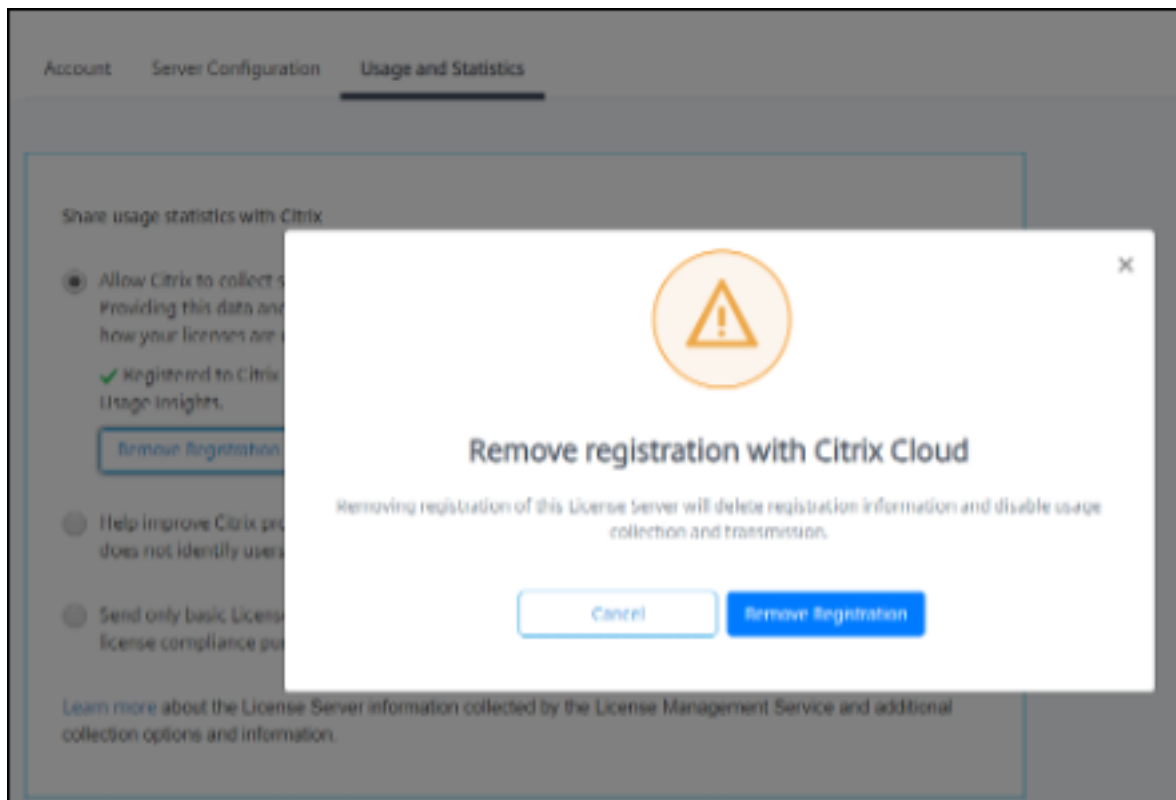 Account Server Configuration Usage and Statistics
Share usage statistics with Citrix
Allow Citrix to collect s
Providing this data and
how your licenses are
Registered to Citrix
Usage Insights.
Remove Registration
Help improve Citrix pro
does not identify users
Send only basic License
license compliance pu
Learn more about the License Server information collected by the License Management Service and additional
collection options and information.
Remove registration with Citrix Cloud
Removing registration of this License Server will delete registration information and disable usage
collection and transmission.
Cancel Remove Registration